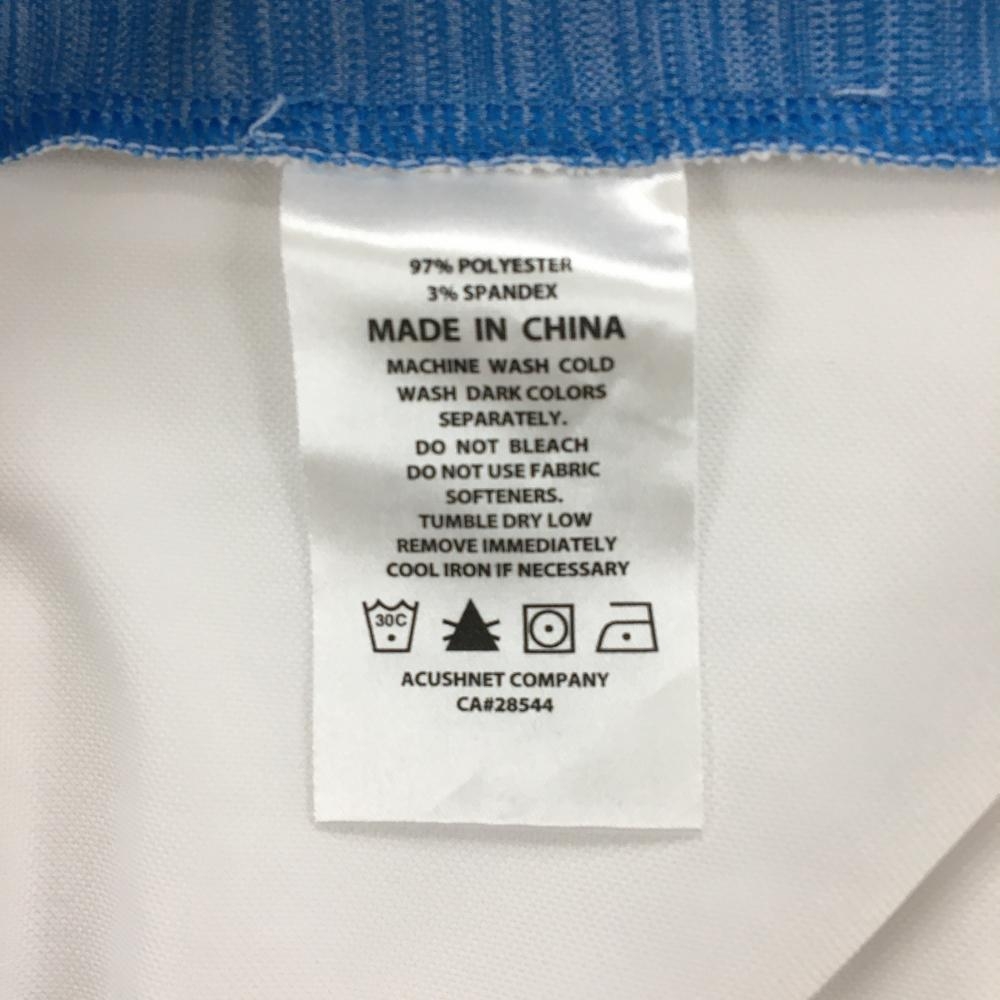 97% POLYESTER
3% SPANDEX
MADE IN CHINA
MACHINE WASH COLD
WASH DARK COLORS
SEPARATELY.
DO NOT BLEACH
DO NOT USE FABRIC
SOFTENERS.
TUMBLE DRY LOW
REMOVE IMMEDIATELY
COOL IRON IF NECESSARY
30C
ACUSHNET COMPANY
CA#28544